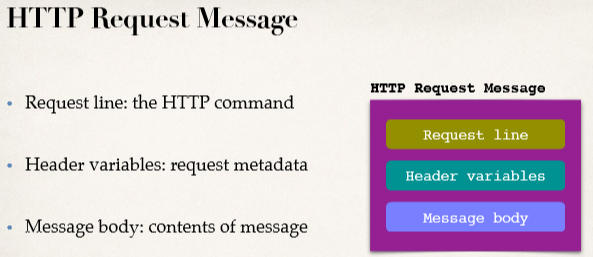 HTTP Request Message
• Request line: the HTTP command
• Header variables: request metadata
• Message body: contents of message
HTTP Request Message
Request line
Header variables
Message body